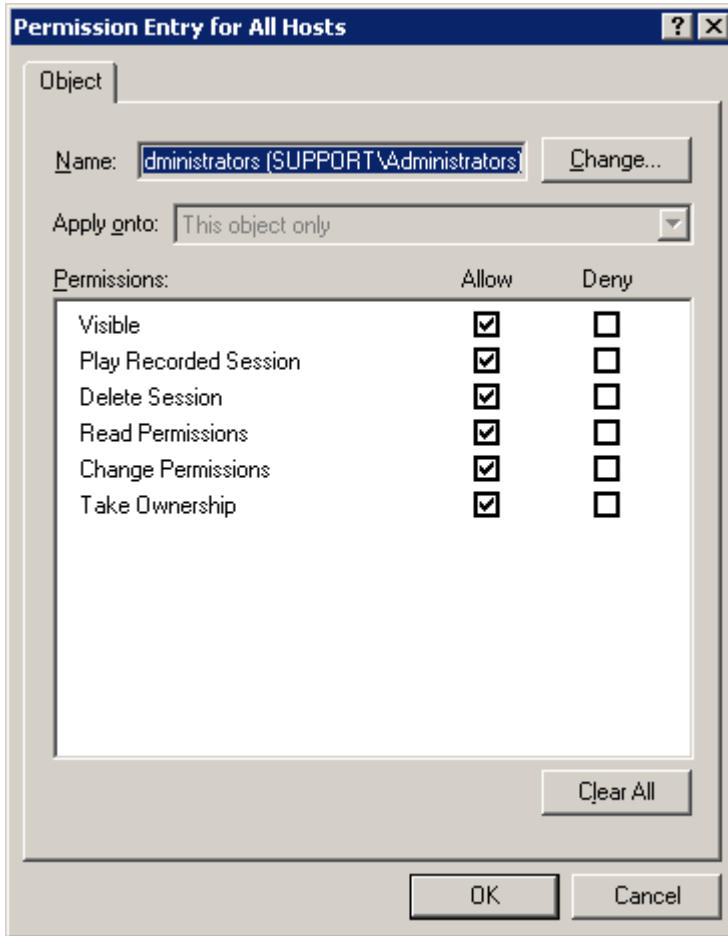 Permission Entry for All Hosts
Object
Name: dministrators (SUPPORT\Administrators) Change...
Apply onto: This object only
Permissions: Allow Deny
Visible
Play Recorded Session
Delete Session
Read Permissions
Change Permissions
Take Ownership
Clear All
OK Cancel